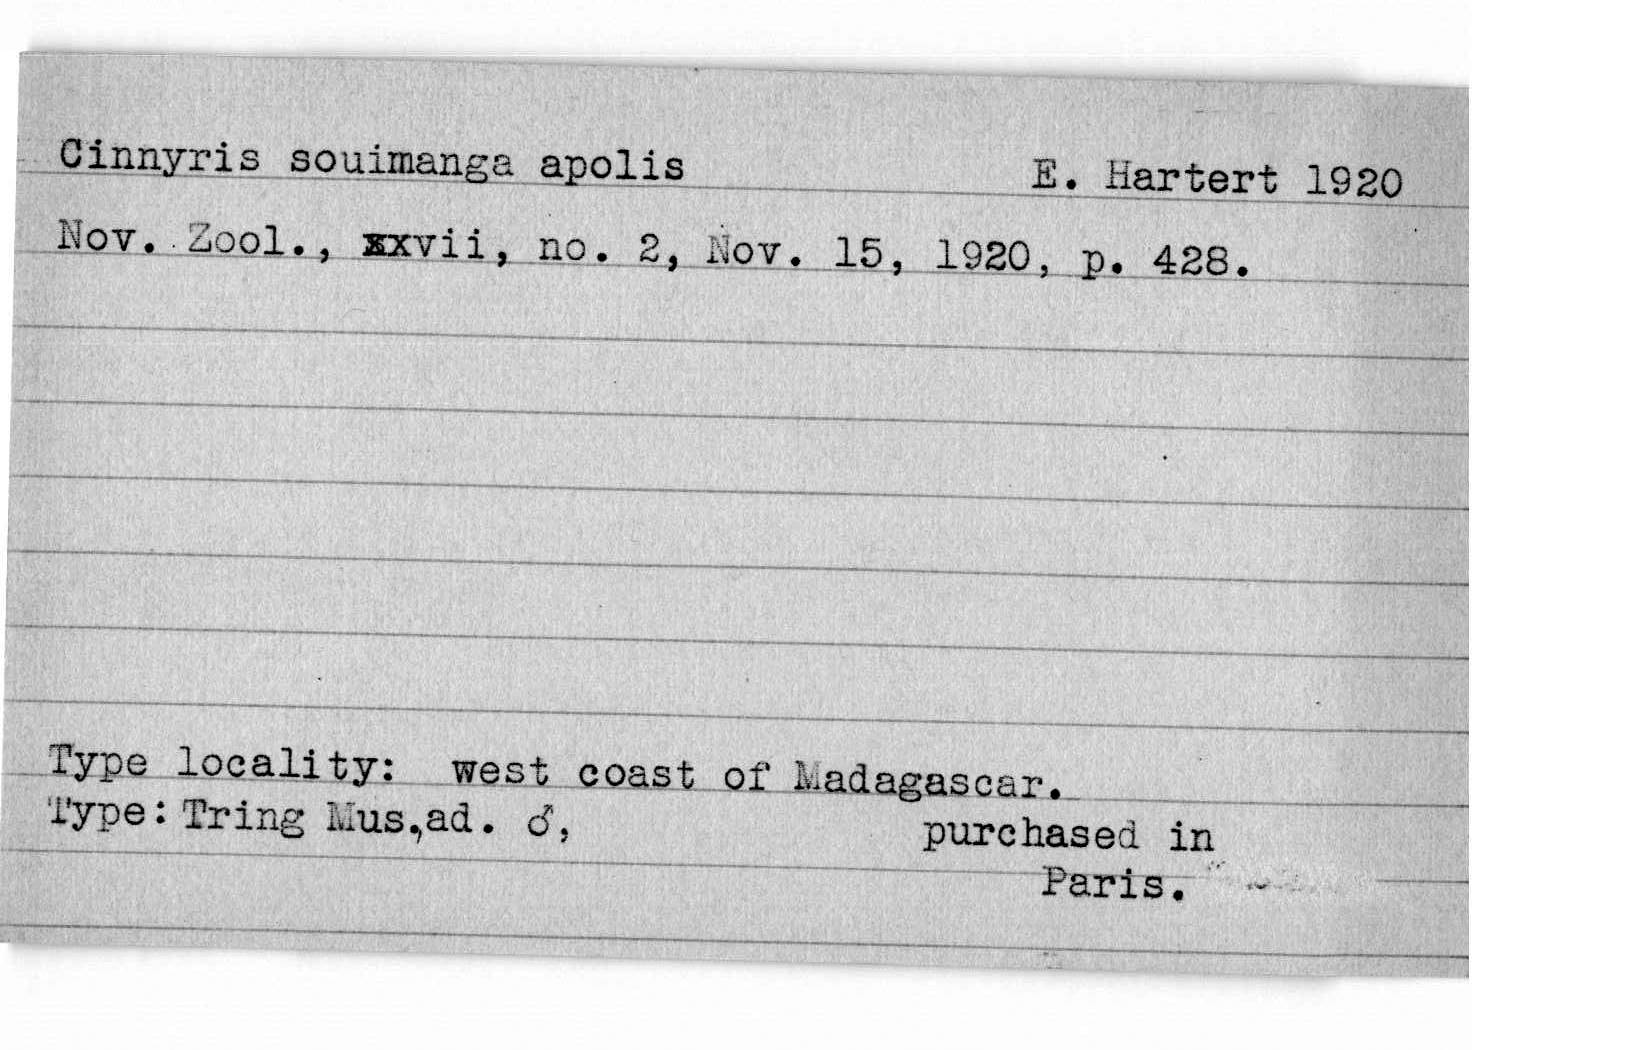 Cinnyris souimanga apolis E. Hartert 1920
Nov. Zool., xxvii, no. 2, Nov. 15, 1920, p. 428.
Type locality: west coast of Madagascar.
Type: Tring Mus.,ad. ♂, purchased in
Paris.